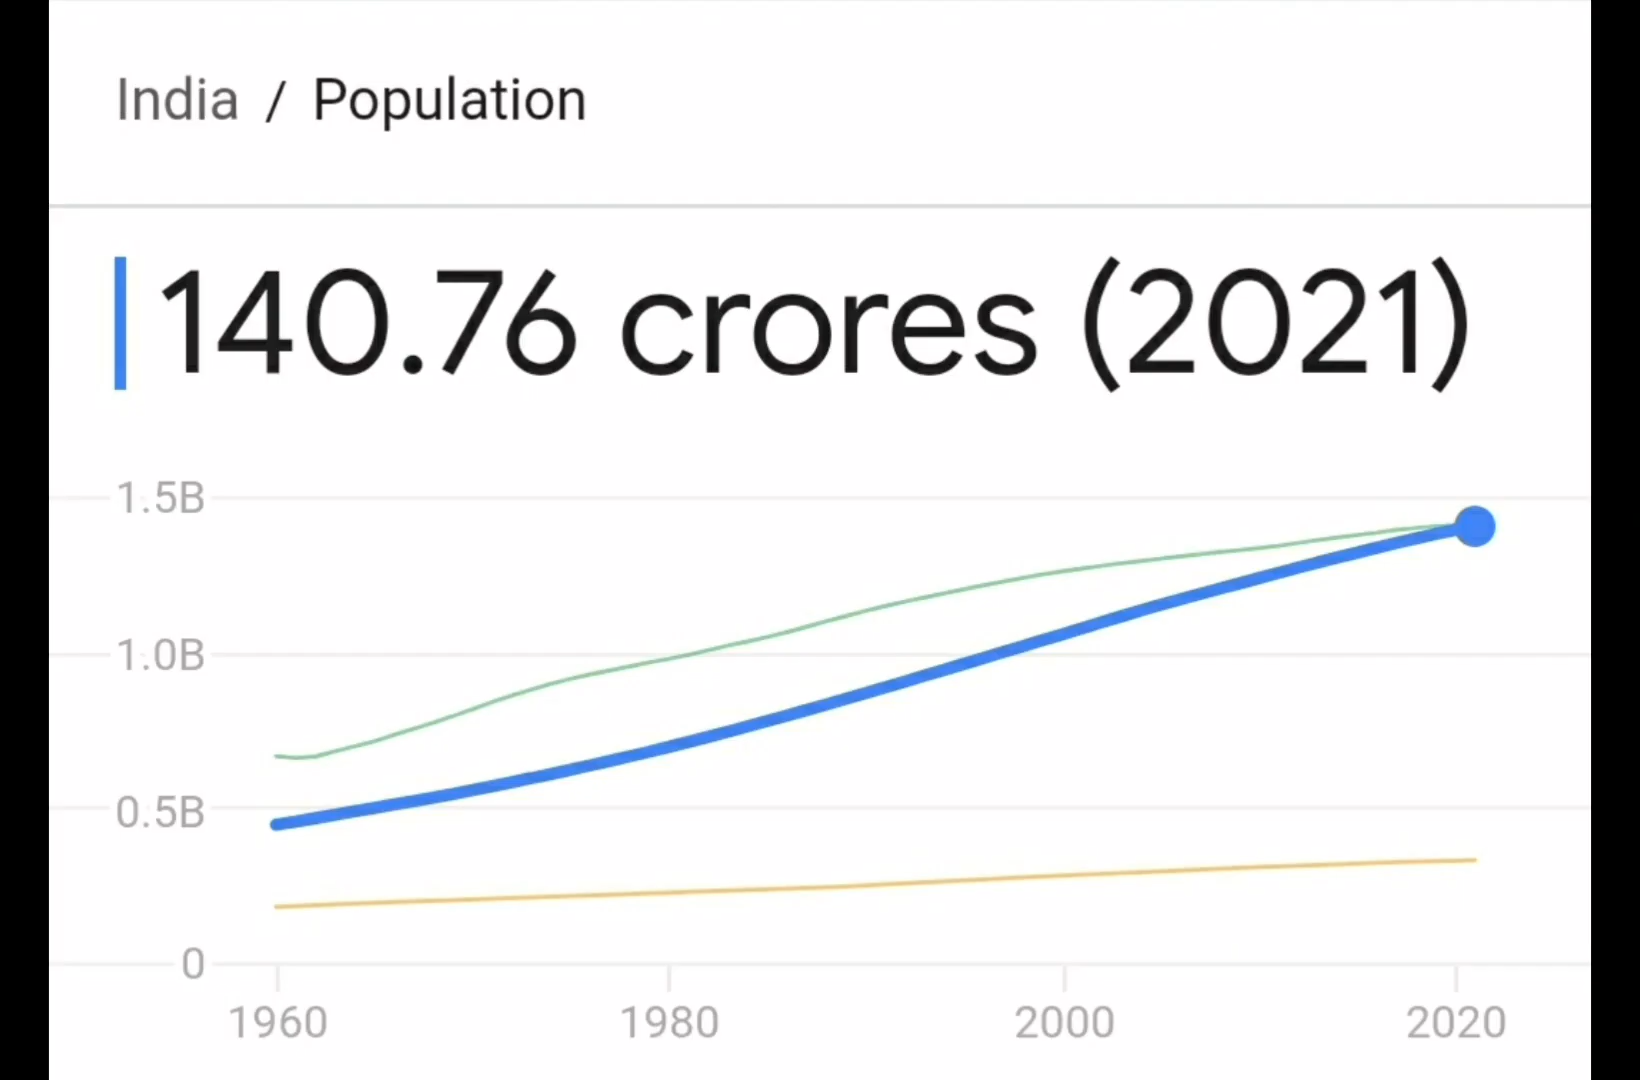 India / Population
140.76 crores (2021)
1.5B
1.0B
0.5B
0
1960 1980 2000 2020